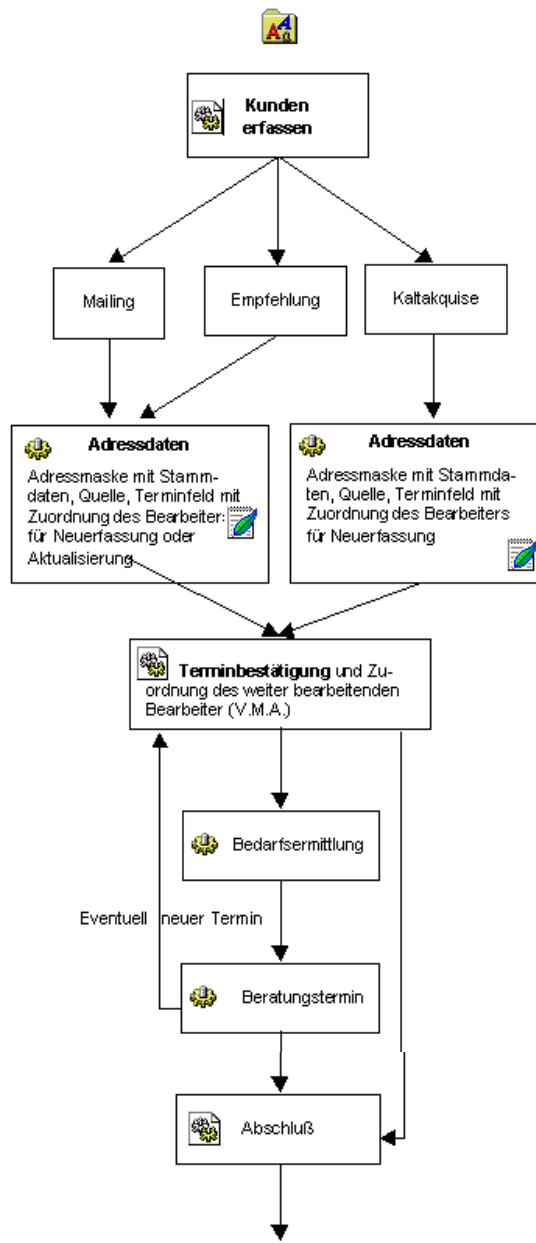 Kunden
erfassen
Mailing
Empfehlung
Kaltakquise
Adressdaten
Adressmaske mit Stamm-
daten, Quelle, Terminfeld mit
Zuordnung des Bearbeiter:
für Neuerfassung oder
Aktualisierung
Adressdaten
Adressmaske mit Stammda-
ten, Quelle, Terminfeld mit
Zuordnung des Bearbeiters
für Neuerfassung
Terminbestätigung und Zu-
ordnung des weiter bearbeitenden
Bearbeiter (V.M.A.)
Bedarfsermittlung
Eventuell neuer Termin
Beratungstermin
Abschluß